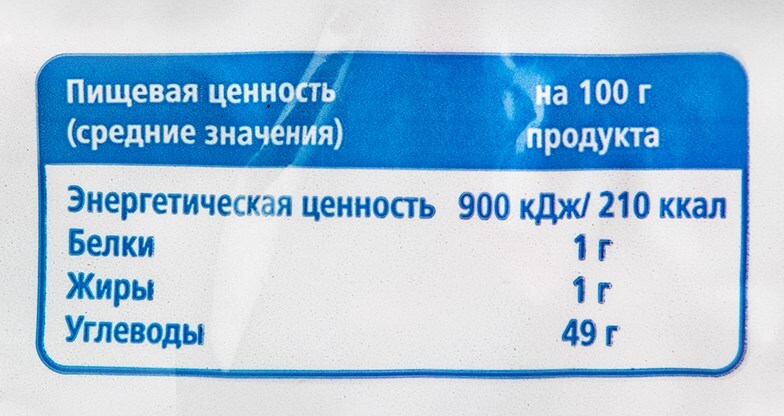 Пищевая ценность на 100 г
(средние значения) продукта
Энергетическая ценность 900 кДж/ 210 ккал
Белки 1 г
Жиры 1 г
Углеводы 49 г